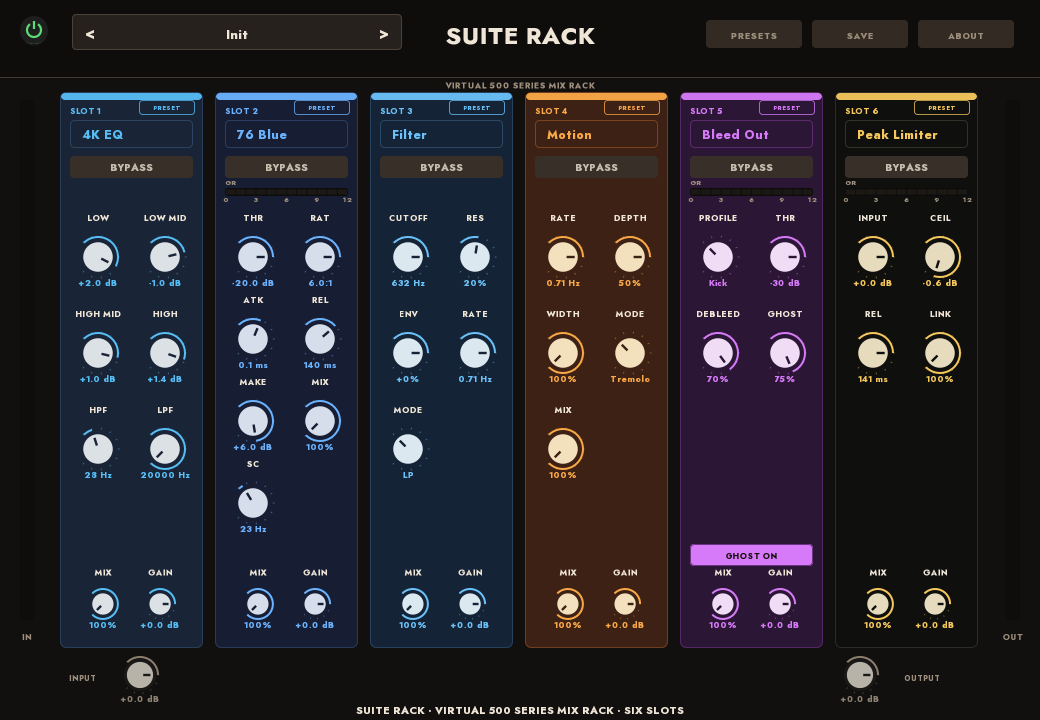 < Init >
SUITE RACK
PRESETS SAVE ABOUT
VIRTUAL 500 SERIES MIX RACK
SLOT 1 PRESET
4K EQ
BYPASS
LOW LOW MID
+2.0 dB -1.0 dB
HIGH MID HIGH
+1.0 dB +1.4 dB
HPF LPF
28 Hz 20000 Hz
MIX GAIN
100% +0.0 dB
SLOT 2 PRESET
76 Blue
BYPASS
GR
0 3 6 9 12
THR RAT
-20.0 dB 6.0:1
ATK REL
0.1 ms 140 ms
MAKE MIX
+6.0 dB 100%
SC
23 Hz
MIX GAIN
100% +0.0 dB
SLOT 3 PRESET
Filter
BYPASS
CUTOFF RES
632 Hz 20%
ENV RATE
+0% 0.71 Hz
MODE
LP
MIX GAIN
100% +0.0 dB
SLOT 4 PRESET
Motion
BYPASS
RATE DEPTH
0.71 Hz 50%
WIDTH MODE
100% Tremolo
MIX
100%
MIX GAIN
100% +0.0 dB
SLOT 5 PRESET
Bleed Out
BYPASS
GR
0 3 6 9 12
PROFILE THR
Kick -30 dB
DEBLEED GHOST
70% 75%
GHOST ON
MIX GAIN
100% +0.0 dB
SLOT 6 PRESET
Peak Limiter
BYPASS
GR
0 3 6 9 12
INPUT CEIL
+0.0 dB -0.6 dB
REL LINK
141 ms 100%
MIX GAIN
100% +0.0 dB
IN OUT
INPUT +0.0 dB
+0.0 dB OUTPUT
SUITE RACK · VIRTUAL 500 SERIES MIX RACK · SIX SLOTS